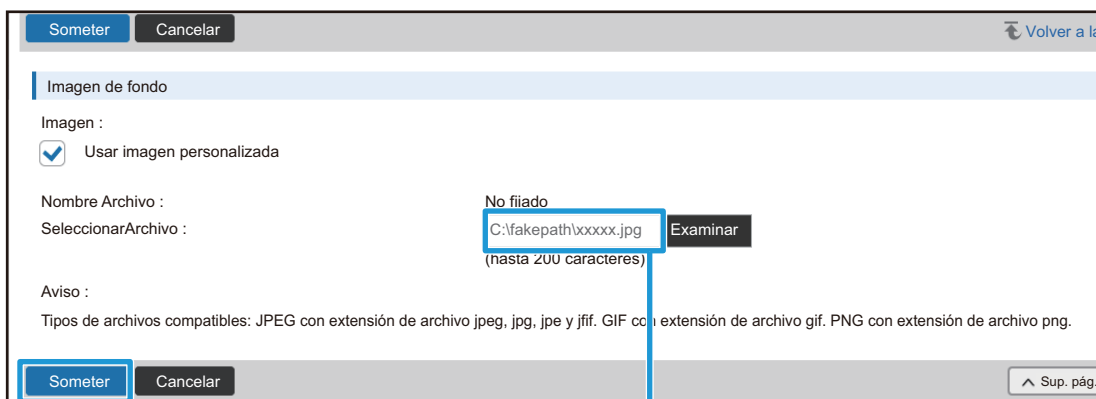 Someter Cancelar Volver a la
Imagen de fondo
Imagen :
Usar imagen personalizada
Nombre Archivo : No fijado
SeleccionarArchivo : C:\fakepath\xxxxx.jpg Examinar
(hasta 200 caracteres)
Aviso :
Tipos de archivos compatibles: JPEG con extensión de archivo jpeg, jpg, jpe y jfif. GIF con extensión de archivo gif. PNG con extensión de archivo png.
Someter Cancelar Sup. pág.